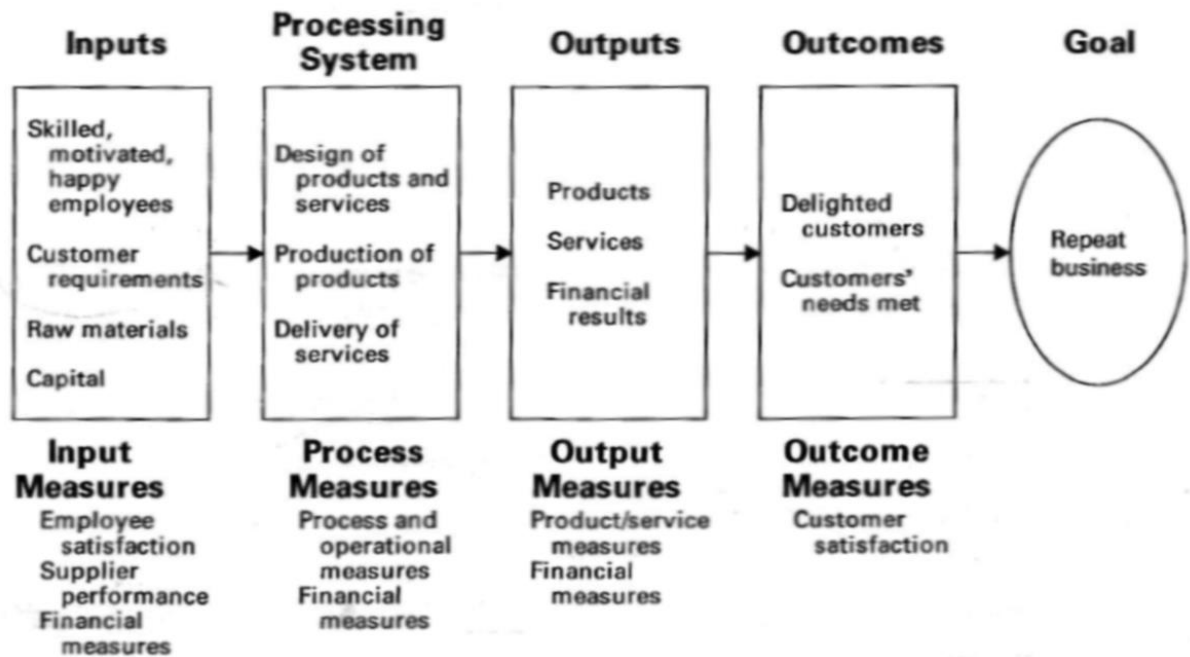 Inputs
Skilled,
motivated,
happy
employees
Customer
requirements
Raw materials
Capital
Input
Measures
Employee
satisfaction
Supplier
performance
Financial
measures
Processing
System
Design of
products and
services
Production of
products
Delivery of
services
Process
Measures
Process and
operational
measures
Financial
measures
Outputs
Products
Services
Financial
results
Output
Measures
Product/service
measures
Financial
measures
Outcomes
Delighted
customers
Customers'
needs met
Outcome
Measures
Customer
satisfaction
Goal
Repeat
business